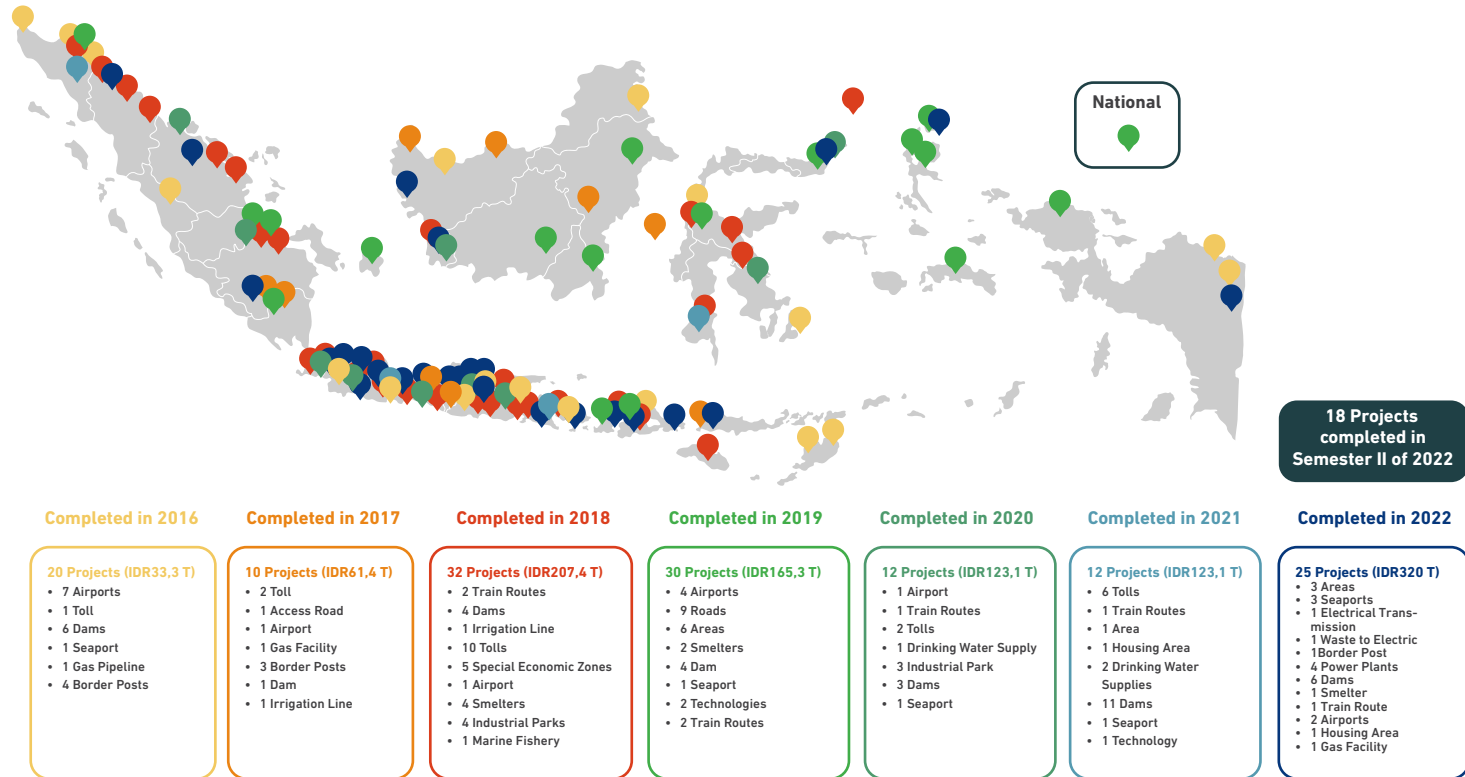 National
18 Projects
completed in
Semester II of 2022
Completed in 2016
20 Projects (IDR33,3 T)
• 7 Airports
• 1 Toll
• 6 Dams
• 1 Seaport
• 1 Gas Pipeline
• 4 Border Posts
Completed in 2017
10 Projects (IDR61,4 T)
• 2 Toll
• 1 Access Road
• 1 Airport
• 1 Gas Facility
• 3 Border Posts
• 1 Dam
• 1 Irrigation Line
Completed in 2018
32 Projects (IDR207,4 T)
• 2 Train Routes
• 4 Dams
• 1 Irrigation Line
• 10 Tolls
• 5 Special Economic Zones
• 1 Airport
• 4 Smelters
• 4 Industrial Parks
• 1 Marine Fishery
Completed in 2019
30 Projects (IDR165,3 T)
• 4 Airports
• 9 Roads
• 6 Areas
• 2 Smelters
• 4 Dam
• 1 Seaport
• 2 Technologies
• 2 Train Routes
Completed in 2020
12 Projects (IDR123,1 T)
• 1 Airport
• 1 Train Routes
• 2 Tolls
• 1 Drinking Water Supply
• 3 Industrial Park
• 3 Dams
• 1 Seaport
Completed in 2021
12 Projects (IDR123,1 T)
• 6 Tolls
• 1 Train Routes
• 1 Area
• 1 Housing Area
• 2 Drinking Water
Supplies
• 11 Dams
• 1 Seaport
• 1 Technology
Completed in 2022
25 Projects (IDR320 T)
• 3 Areas
• 3 Seaports
• 1 Electrical Trans-
mission
• 1 Waste to Electric
• 1Border Post
• 4 Power Plants
• 6 Dams
• 1 Smelter
• 1 Train Route
• 2 Airports
• 1 Housing Area
• 1 Gas Facility